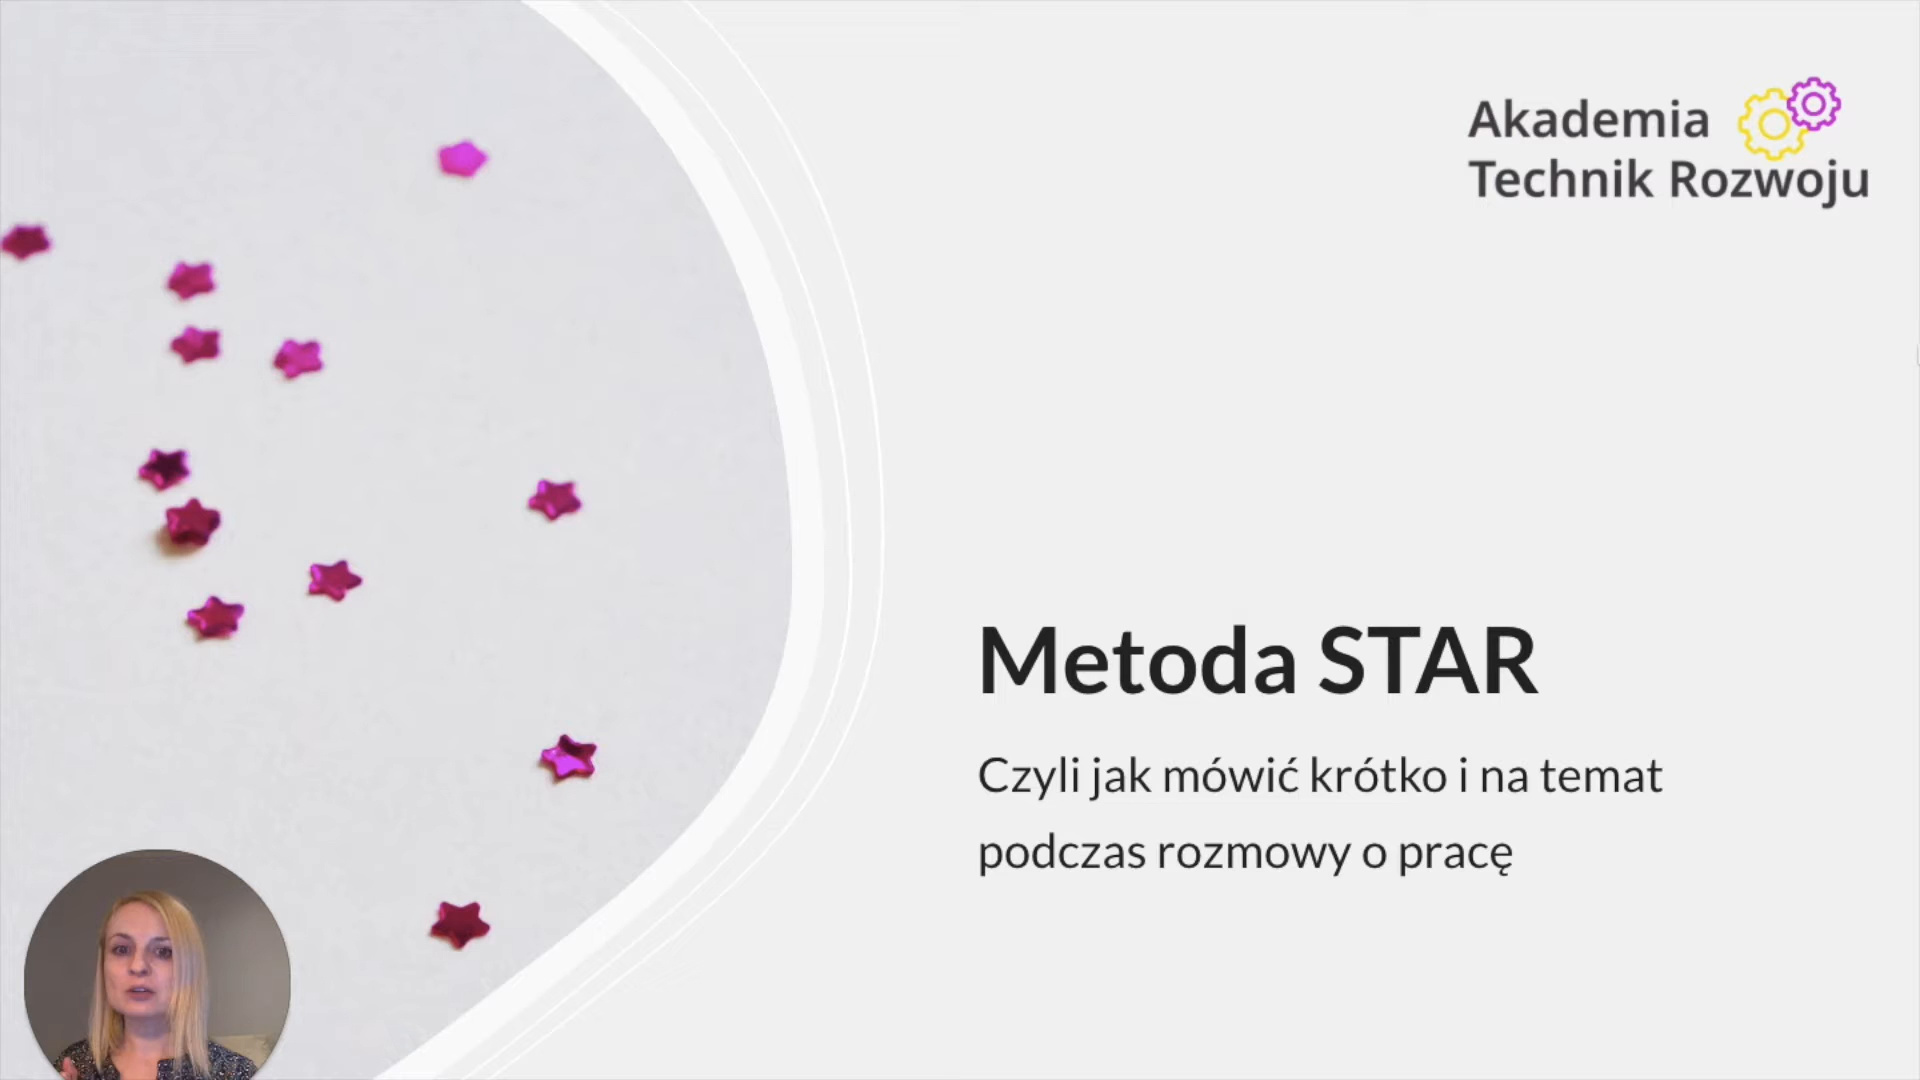 Akademia
Technik Rozwoju
Metoda STAR
Czyli jak mówić krótko i na temat
podczas rozmowy o pracę